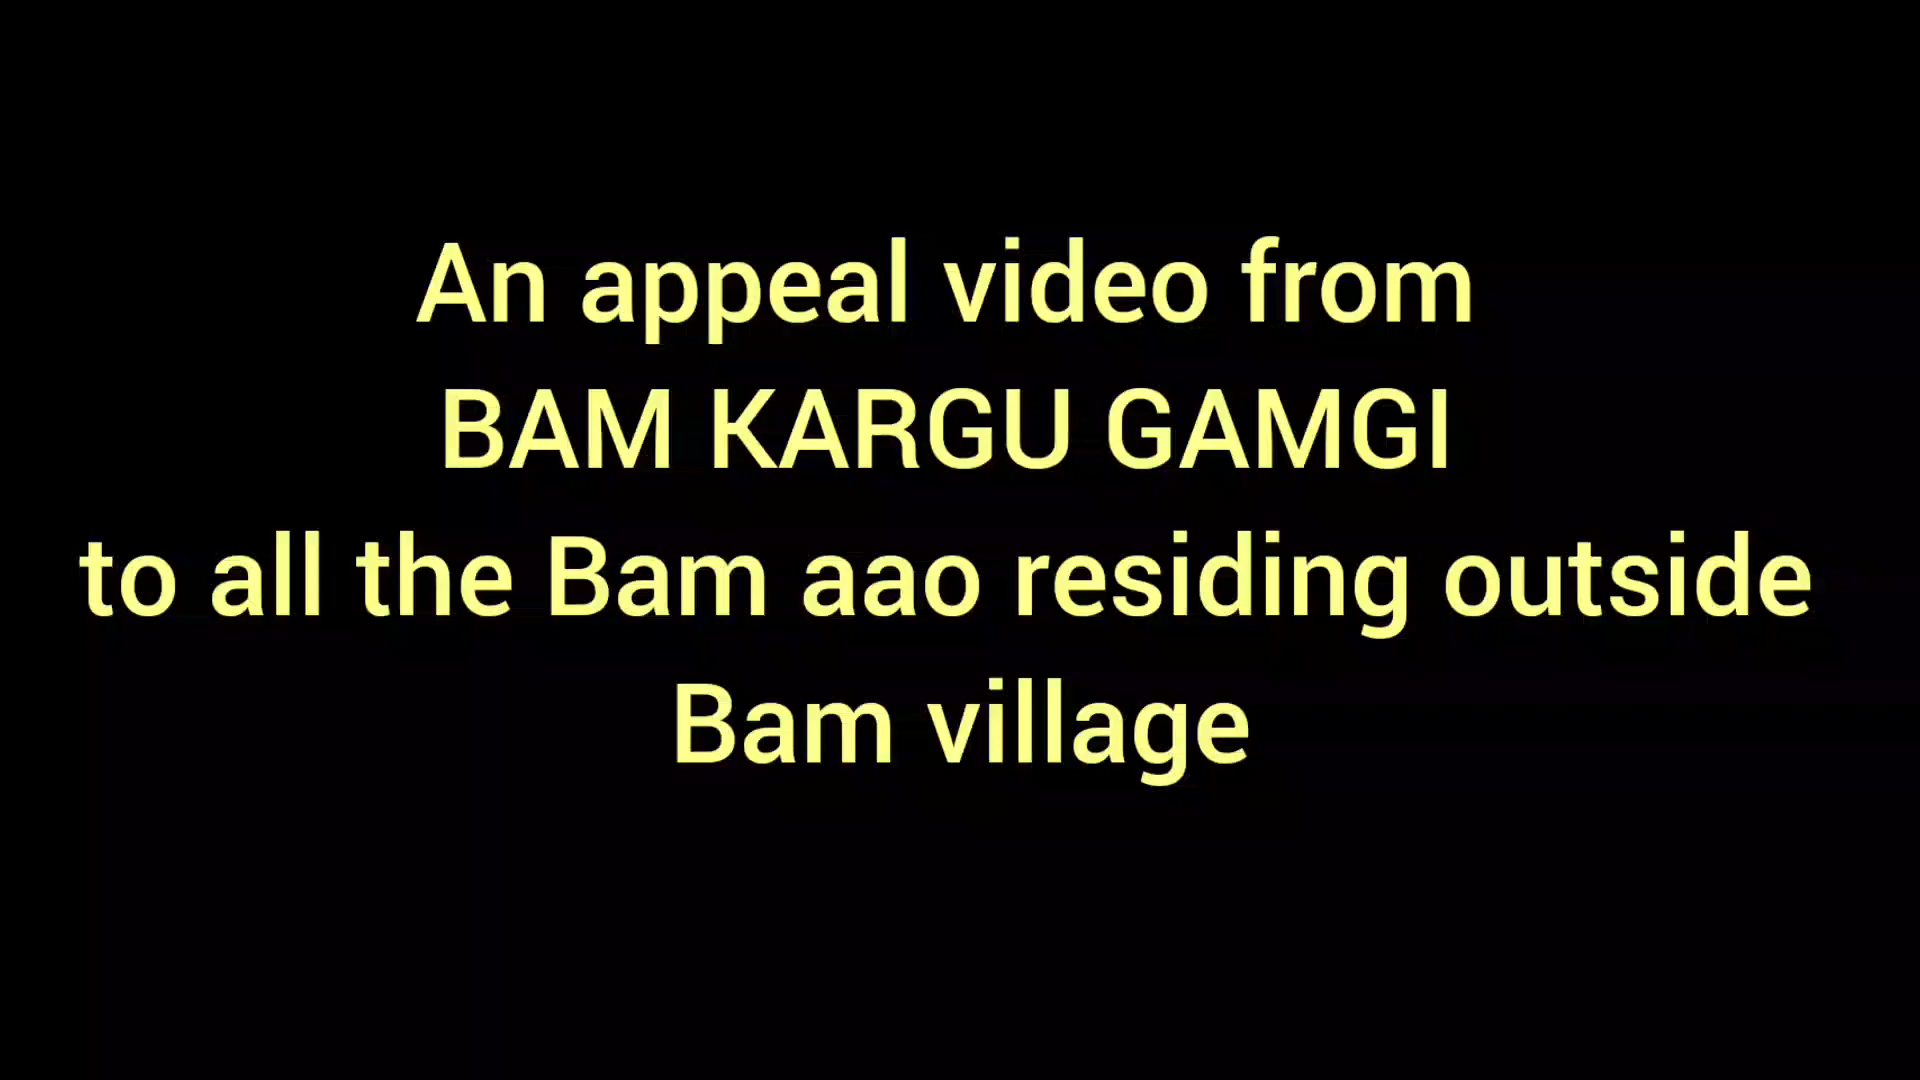 An appeal video from
BAM KARGU GAMGI
to all the Bam aao residing outside
Bam village